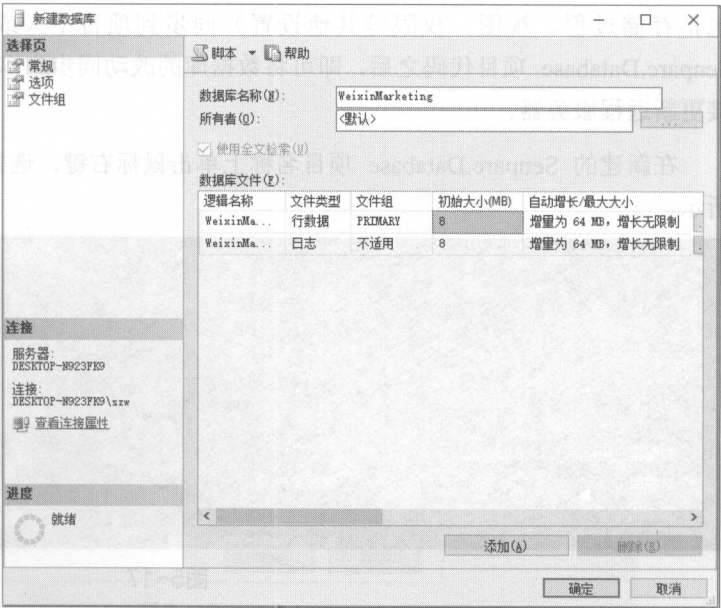 新建数据库
选择页
常规
选项
文件组
脚本 帮助
数据库名称(N): WeixinMarketing
所有者(O): <默认>
使用全文检索(U)
数据库文件(F):
逻辑名称 文件类型 文件组 初始大小(MB) 自动增长/最大大小
WeixinMa... 行数据 PRIMARY 8 增量为 64 MB，增长无限制
WeixinMa... 日志 不适用 8 增量为 64 MB，增长无限制
连接
服务器:
DESKTOP-N923FK9
连接:
DESKTOP-N923FK9\szw
查看连接属性
进度
就绪
添加(A) 删除(R)
确定 取消